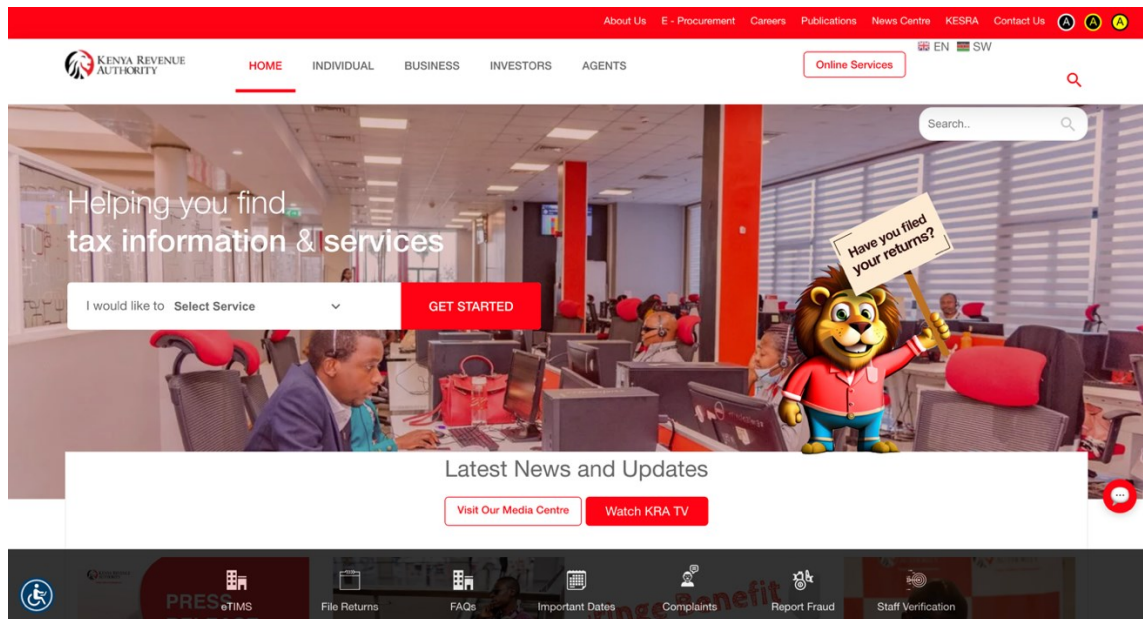 About Us E - Procurement Careers Publications News Centre KESRA Contact Us A A A
KENYA REVENUE
AUTHORITY
HOME INDIVIDUAL BUSINESS INVESTORS AGENTS
Online Services
EN SW
Search..
Helping you find
tax information & services
Have you filed
your returns?
I would like to Select Service
GET STARTED
Latest News and Updates
Visit Our Media Centre
Watch KRA TV
PRESS
eTIMS File Returns FAQs Important Dates Complaints Report Fraud Staff Verification